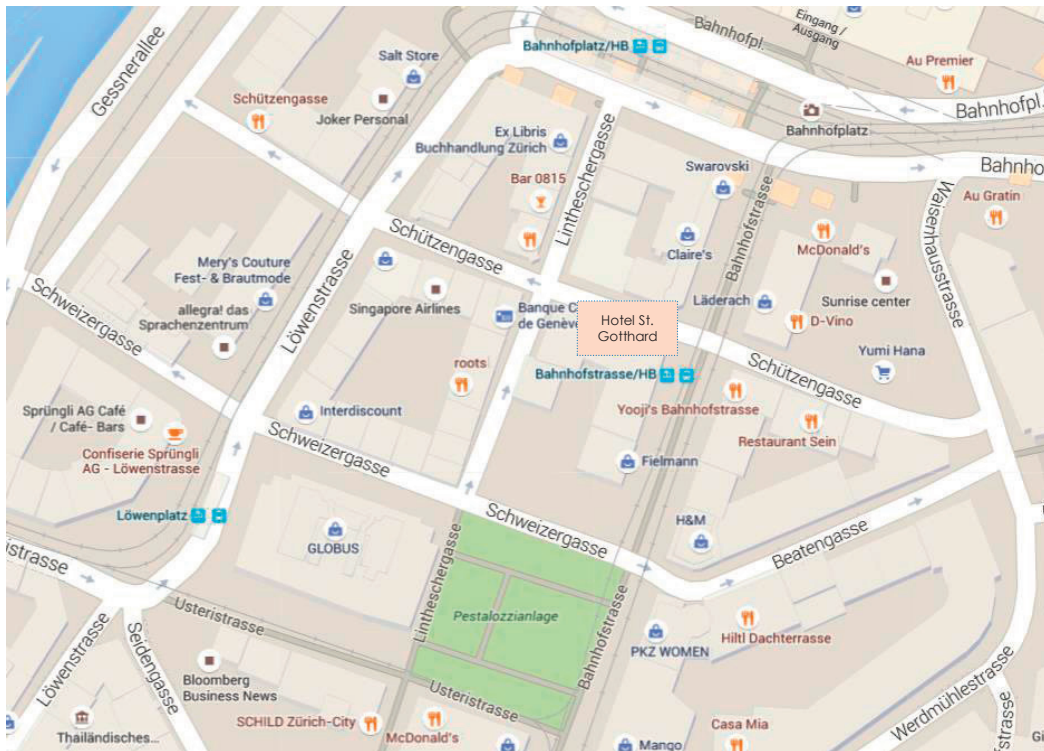 Gessnerallee
Salt Store
Schützengasse
Joker Personal
Bahnhofplatz/HB
Bahnhofpl.
Eingang /
Ausgang
Au Premier
Bahnhofpl.
Bahnhofplatz
Ex Libris
Buchhandlung Zürich
Bar 0815
Lintheschergasse
Swarovski
Claire's
Bahnhofstrasse
McDonald's
Waisenhausstrasse
Au Gratin
Mery's Couture
Fest- & Brautmode
allegra! das
Sprachenzentrum
Löwenstrasse
Schützengasse
Singapore Airlines
de Genève
Hotel St.
Gotthard
Läderach
D-Vino
Sunrise center
Yumi Hana
Schweizergasse
roots
Bahnhofstrasse/HB
Schützengasse
Yooji's Bahnhofstrasse
Restaurant Sein
Sprüngli AG Café
/ Café- Bars
Confiserie Sprüngli
AG - Löwenstrasse
Interdiscount
Schweizergasse
Fielmann
Löwenplatz
GLOBUS
Schweizergasse
H&M
Beatengasse
Usteristrasse
Lintheschergasse
Pestalozzianlage
Bahnhofstrasse
PKZ WOMEN
Hiltl Dachterrasse
Löwenstrasse
Seidengasse
Bloomberg
Business News
Usteristrasse
Werdmühlestrasse
SCHILD Zürich-City
McDonald's
Casa Mia
Mango
Thailändisches...